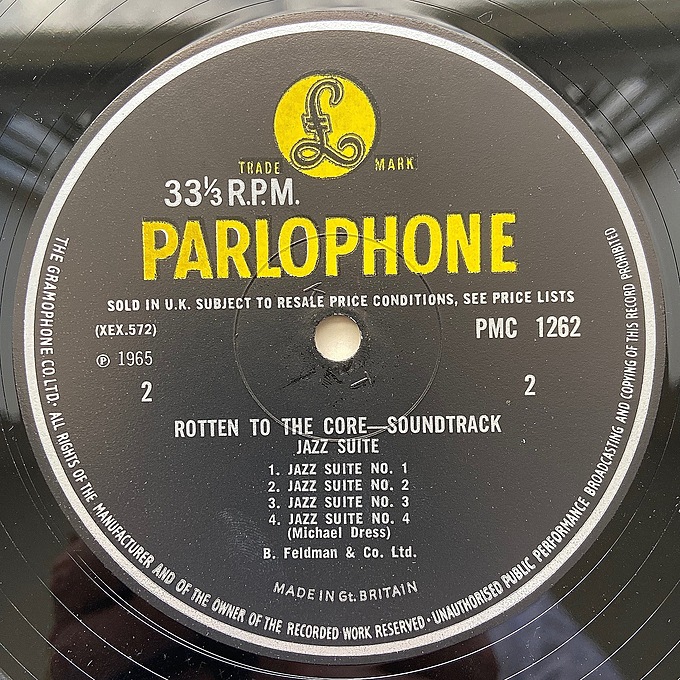 £
TRADE MARK
33⅓ R.P.M.
PARLOPHONE
SOLD IN U.K. SUBJECT TO RESALE PRICE CONDITIONS, SEE PRICE LISTS
(XEX.572)
PMC 1262
Ⓟ 1965
2
2
ROTTEN TO THE CORE—SOUNDTRACK
JAZZ SUITE
1. JAZZ SUITE NO. 1
2. JAZZ SUITE NO. 2
3. JAZZ SUITE NO. 3
4. JAZZ SUITE NO. 4
(Michael Dress)
B. Feldman & Co. Ltd.
MADE IN Gt. BRITAIN
THE GRAMOPHONE CO. LTD. ALL RIGHTS OF THE MANUFACTURER AND OF THE OWNER OF THE RECORDED WORK RESERVED · UNAUTHORISED PUBLIC PERFORMANCE BROADCASTING AND COPYING OF THIS RECORD PROHIBITED